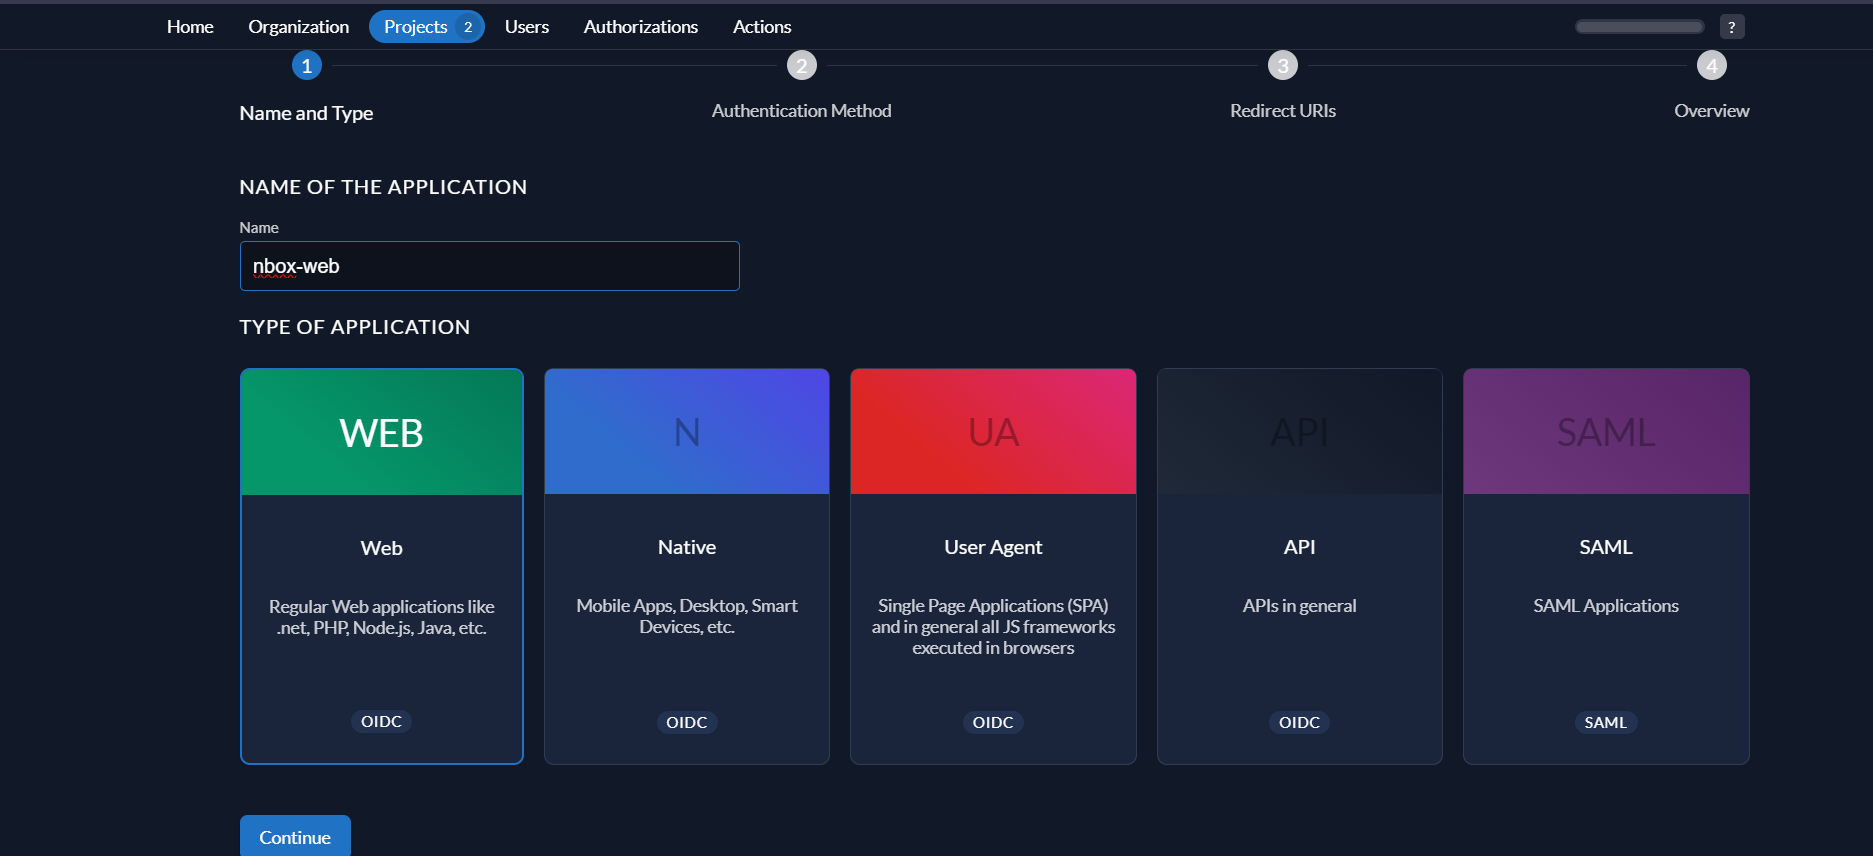 Home Organization Projects 2 Users Authorizations Actions ?
1 2 3 4
Name and Type Authentication Method Redirect URIs Overview
NAME OF THE APPLICATION
Name
nbox-web
TYPE OF APPLICATION
WEB
Web
Regular Web applications like
.net, PHP, Node.js, Java, etc.
OIDC
N
Native
Mobile Apps, Desktop, Smart
Devices, etc.
OIDC
UA
User Agent
Single Page Applications (SPA)
and in general all JS frameworks
executed in browsers
OIDC
API
API
APIs in general
OIDC
SAML
SAML
SAML Applications
SAML
Continue